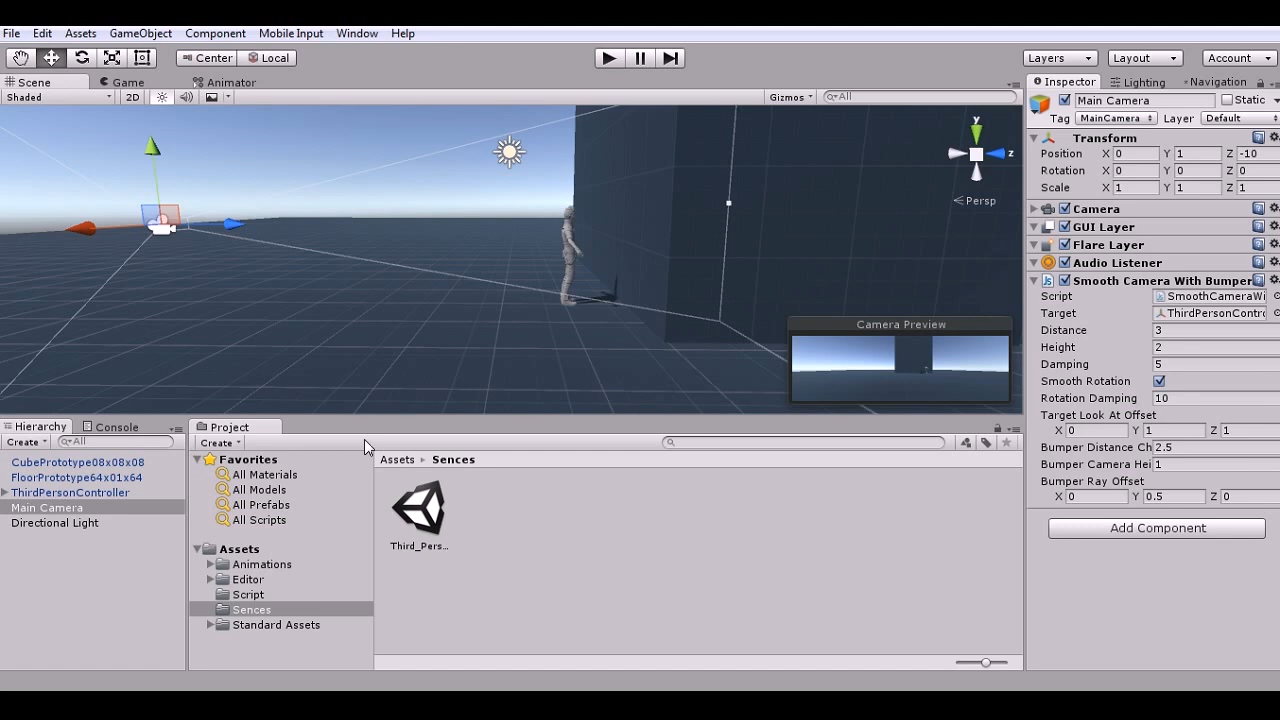 File Edit Assets GameObject Component Mobile Input Window Help
Center Local Layers Layout Account
Scene Game Animator Inspector Lighting Navigation
Shaded 2D Gizmos All
Main Camera Static
Tag MainCamera Layer Default
Transform
Position X 0 Y 1 Z -10
Rotation X 0 Y 0 Z 0
Scale X 1 Y 1 Z 1
y
z
Persp
Camera
GUI Layer
Flare Layer
Audio Listener
Smooth Camera With Bumper
Script SmoothCameraWi
Target ThirdPersonContro
Distance 3
Height 2
Damping 5
Smooth Rotation
Rotation Damping 10
Target Look At Offset
X 0 Y 1 Z 1
Bumper Distance Ch 2.5
Bumper Camera Hei 1
Bumper Ray Offset
X 0 Y 0.5 Z 0
Add Component
Camera Preview
Hierarchy Console
Create All
CubePrototype08x08x08
FloorPrototype64x01x64
ThirdPersonController
Main Camera
Directional Light
Project
Create
Favorites
All Materials
All Models
All Prefabs
All Scripts
Assets
Animations
Editor
Script
Sences
Standard Assets
Assets Sences
Third_Pers...